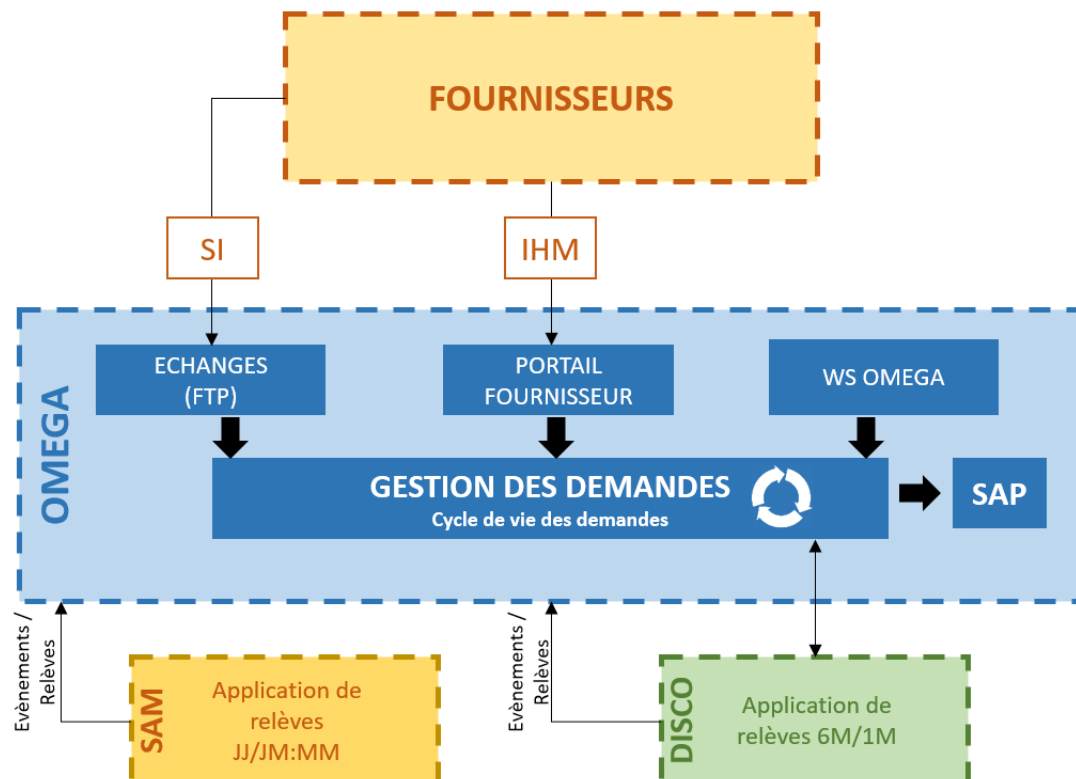 FOURNISSEURS
SI
IHM
OMEGA
ECHANGES
(FTP)
PORTAIL
FOURNISSEUR
WS OMEGA
GESTION DES DEMANDES
Cycle de vie des demandes
SAP
Evènements /
Relèves
SAM
Application de
relèves
JJ/JM:MM
Evènements /
Relèves
DISCO
Application de
relèves 6M/1M